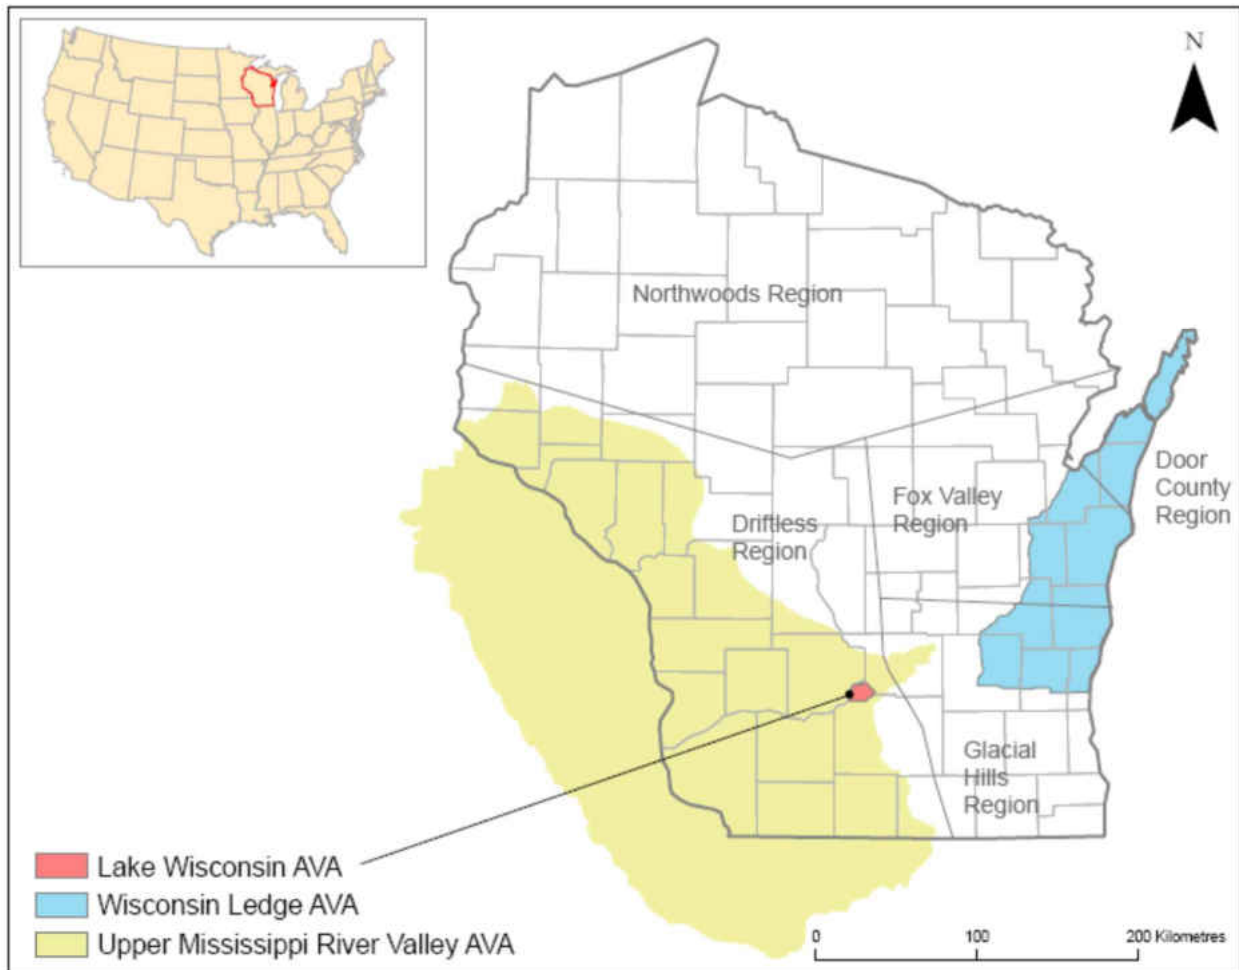 N
Northwoods Region
Door
County
Region
Fox Valley
Region
Driftless
Region
Glacial
Hills
Region
Lake Wisconsin AVA
Wisconsin Ledge AVA
Upper Mississippi River Valley AVA
0 100 200 Kilometres